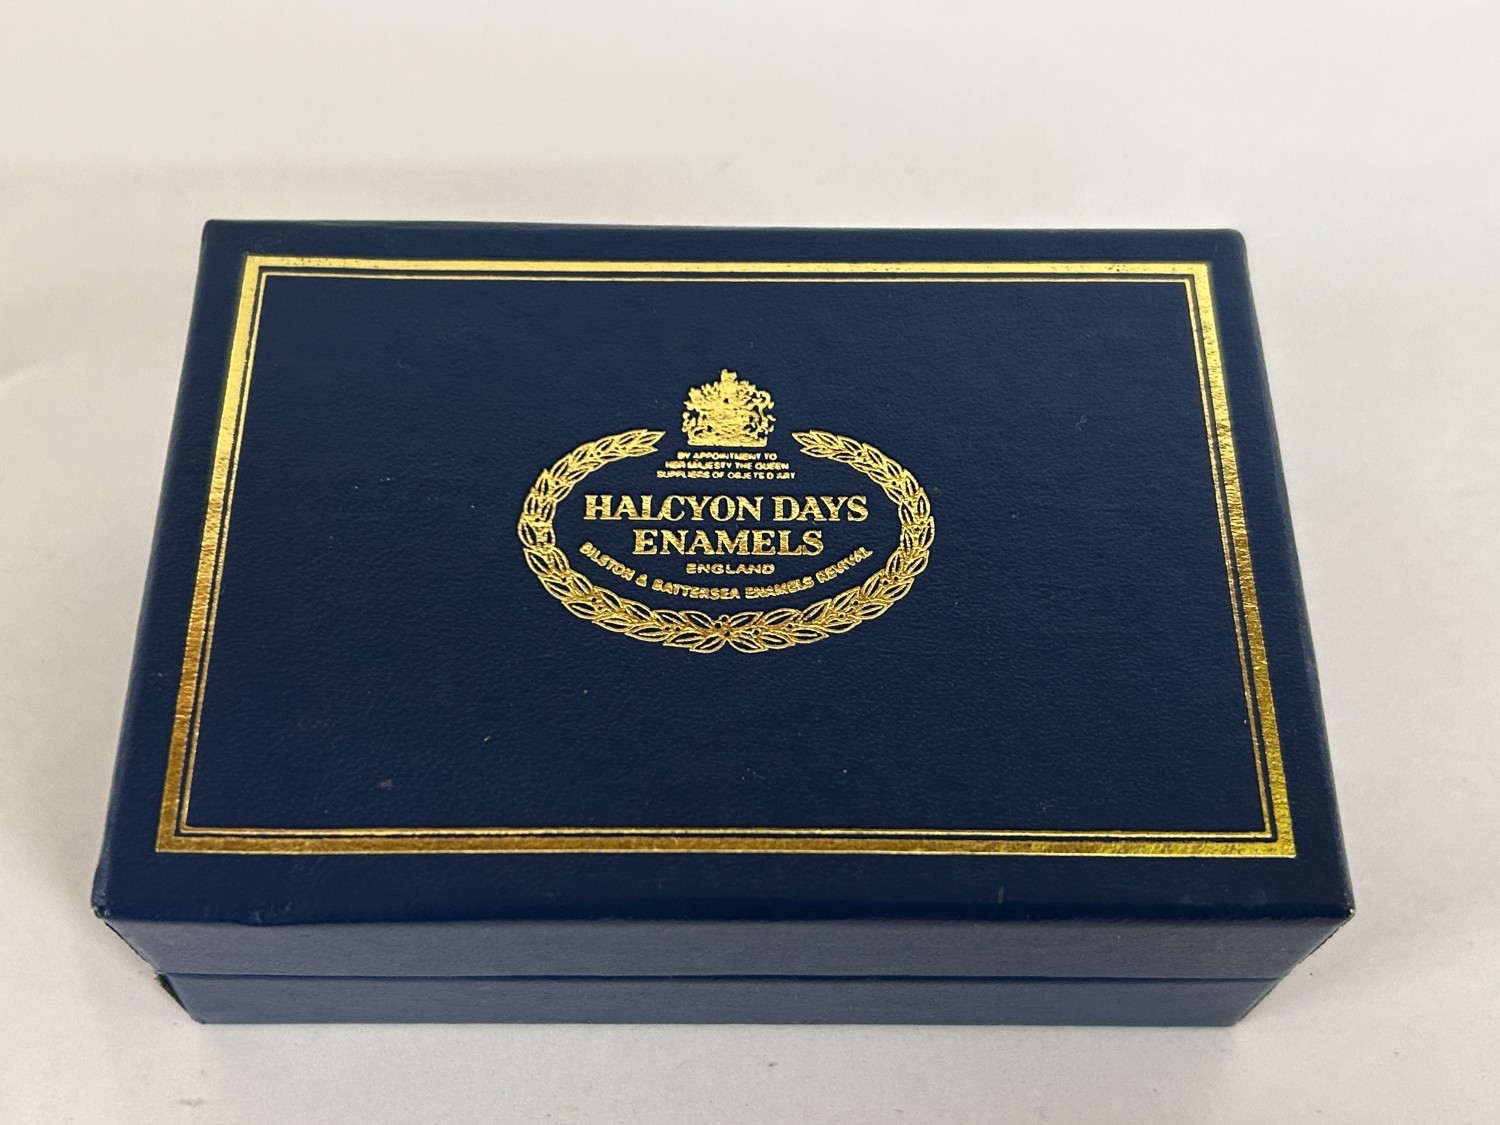 BY APPOINTMENT TO
HER MAJESTY THE QUEEN
SUPPLIERS OF OBJETS D'ART
HALCYON DAYS
ENAMELS
ENGLAND
BILSTON & BATTERSEA ENAMELS REVIVAL